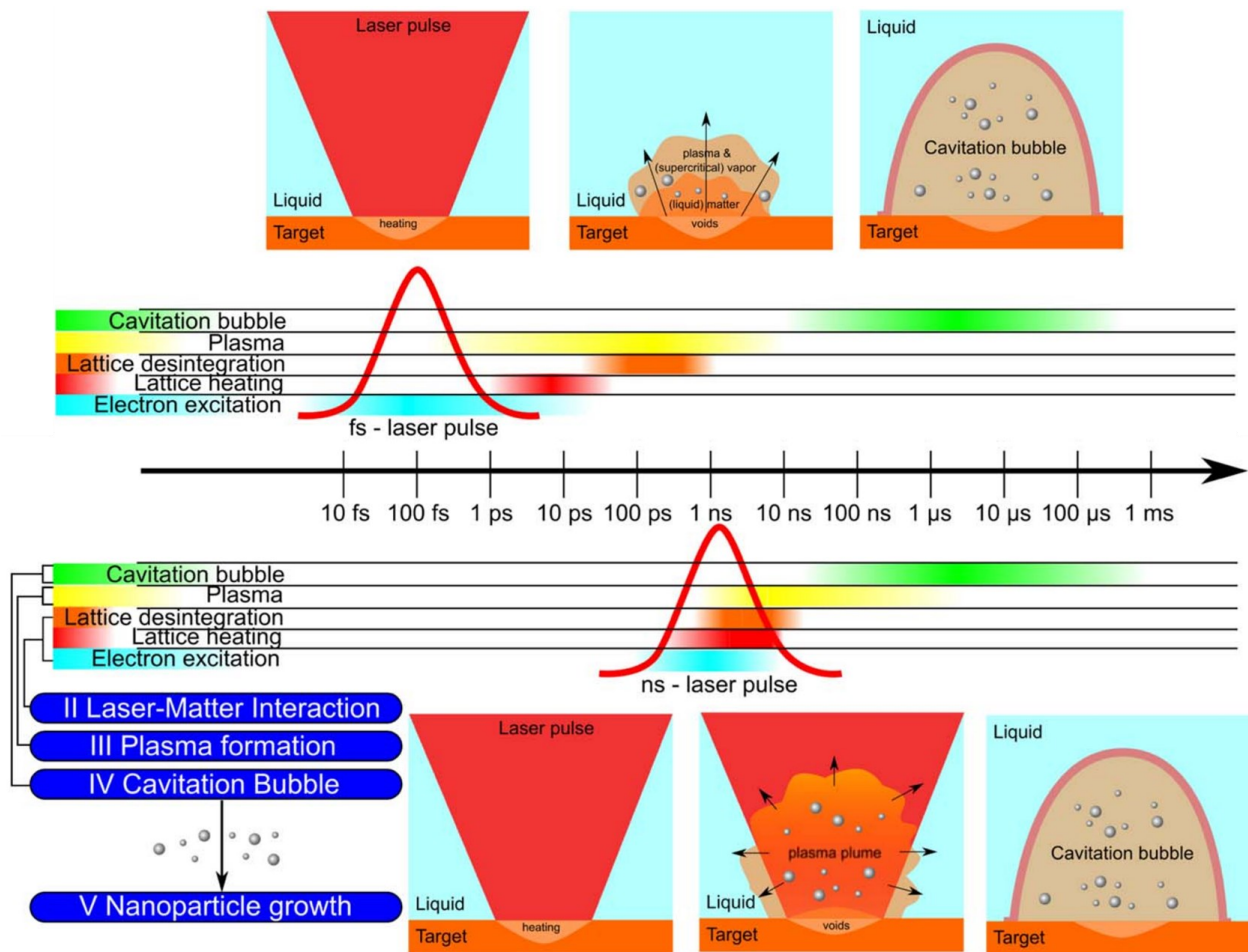 Laser pulse
Liquid
heating
Target
plasma &
(supercritical) vapor
Liquid
(liquid) matter
voids
Target
Liquid
Cavitation bubble
Target
Cavitation bubble
Plasma
Lattice desintegration
Lattice heating
Electron excitation
fs - laser pulse
10 fs 100 fs 1 ps 10 ps 100 ps 1 ns 10 ns 100 ns 1 µs 10 µs 100 µs 1 ms
Cavitation bubble
Plasma
Lattice desintegration
Lattice heating
Electron excitation
ns - laser pulse
II Laser-Matter Interaction
III Plasma formation
IV Cavitation Bubble
V Nanoparticle growth
Laser pulse
Liquid
heating
Target
plasma plume
Liquid
voids
Target
Liquid
Cavitation bubble
Target